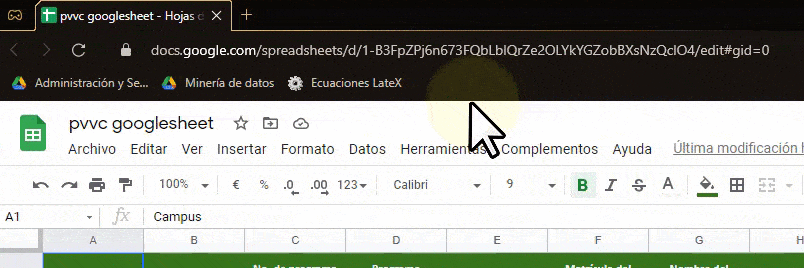 pvvc googlesheet - Hojas d
docs.google.com/spreadsheets/d/1-B3FpZPj6n673FQbLbIQrZe2OLYkYGZobBXsNzQcIO4/edit#gid=0
Administración y Se... Minería de datos Ecuaciones LateX
pvvc googlesheet
Archivo Editar Ver Insertar Formato Datos Herramientas Complementos Ayuda Última modificación h
100% € % .0 .00 123 Calibri 9 B I S A
A1 fx Campus
A B C D E F G H
No. de programa Programa Matrícula del Nombre del